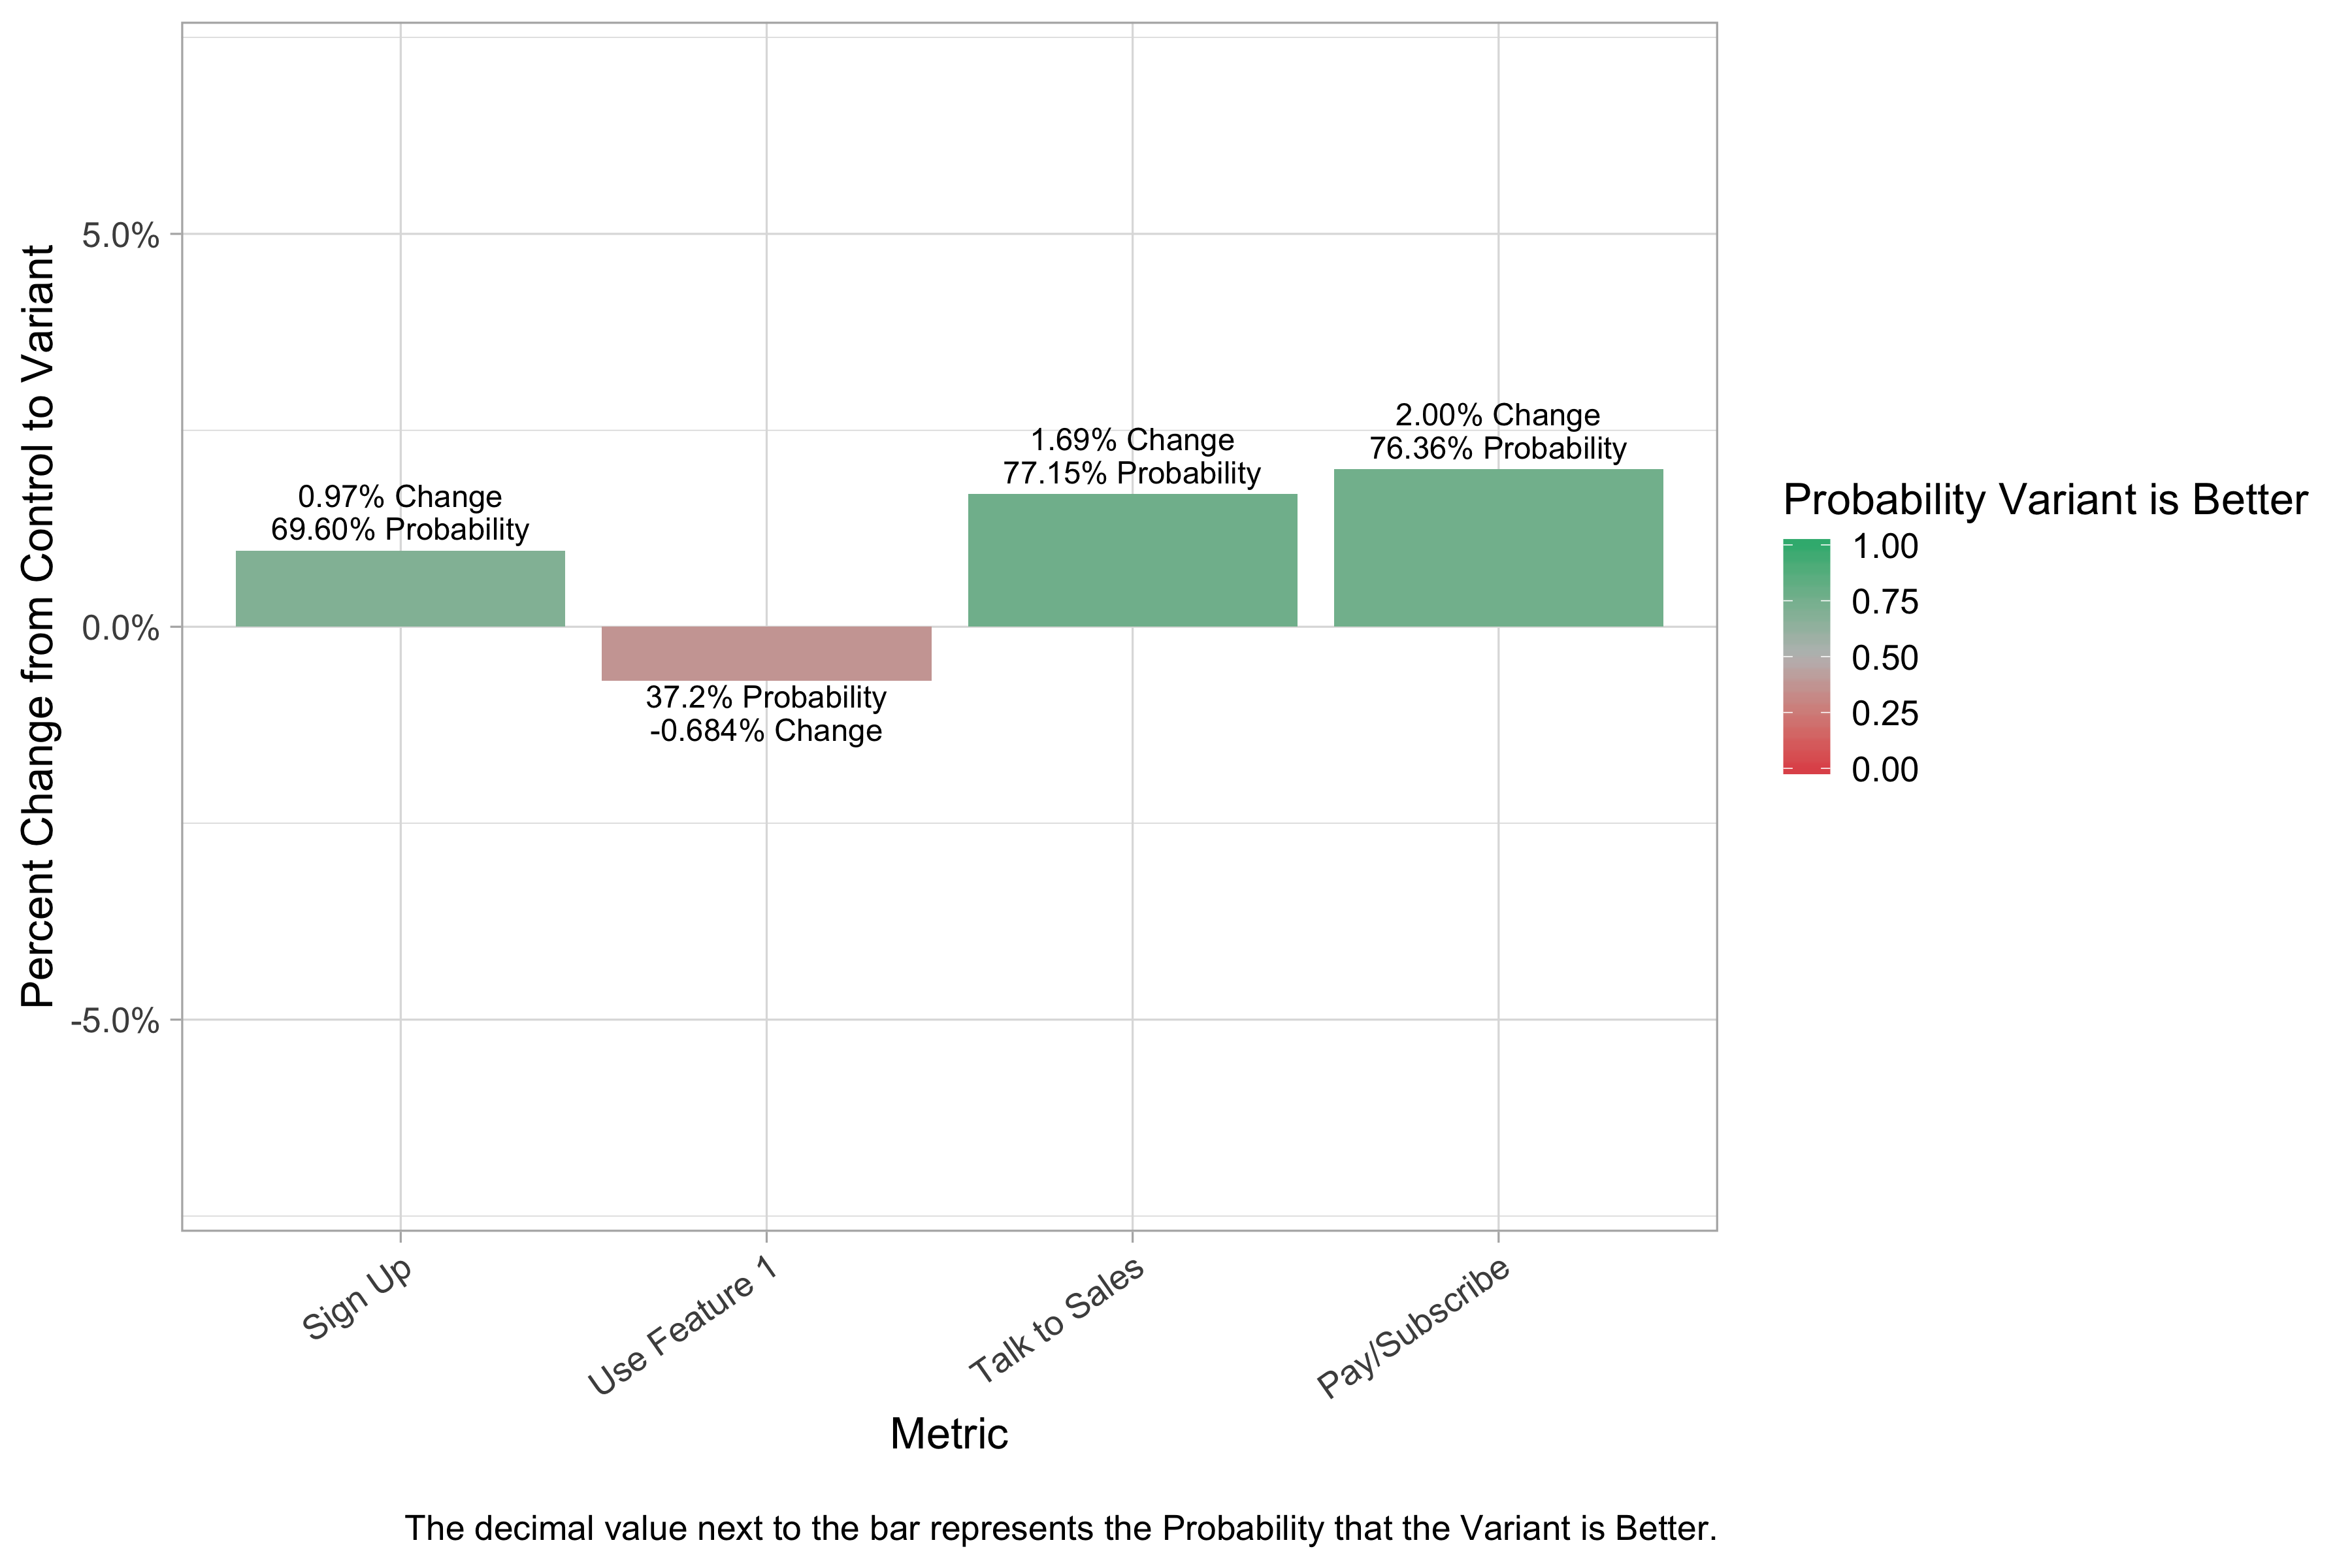 Percent Change from Control to Variant
5.0%
0.0%
-5.0%
0.97% Change
69.60% Probability
37.2% Probability
-0.684% Change
1.69% Change
77.15% Probability
2.00% Change
76.36% Probability
Sign Up
Use Feature 1
Talk to Sales
Pay/Subscribe
Metric
Probability Variant is Better
1.00
0.75
0.50
0.25
0.00
The decimal value next to the bar represents the Probability that the Variant is Better.